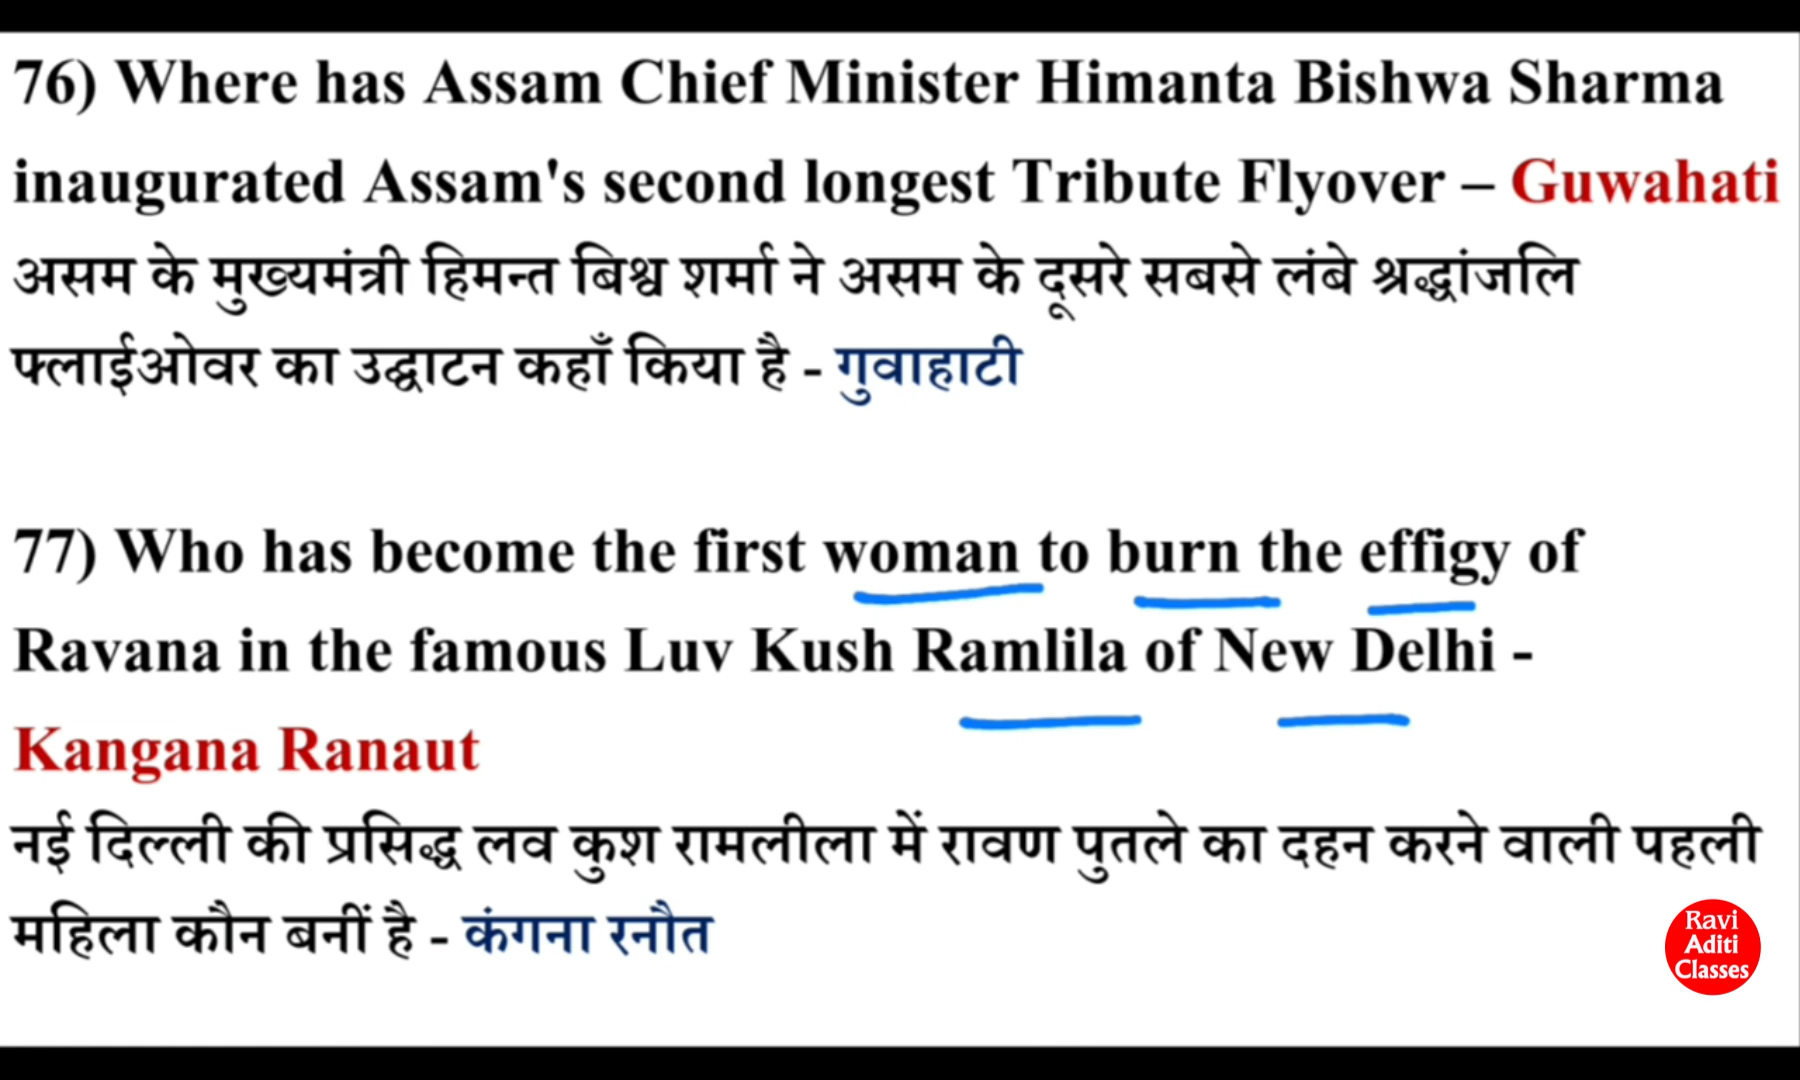 76) Where has Assam Chief Minister Himanta Bishwa Sharma
inaugurated Assam's second longest Tribute Flyover – Guwahati
असम के मुख्यमंत्री हिमन्त बिश्व शर्मा ने असम के दूसरे सबसे लंबे श्रद्धांजलि
फ्लाईओवर का उद्घाटन कहाँ किया है - गुवाहाटी
77) Who has become the first woman to burn the effigy of
Ravana in the famous Luv Kush Ramlila of New Delhi -
Kangana Ranaut
नई दिल्ली की प्रसिद्ध लव कुश रामलीला में रावण पुतले का दहन करने वाली पहली
महिला कौन बनीं है - कंगना रनौत
Ravi
Aditi
Classes